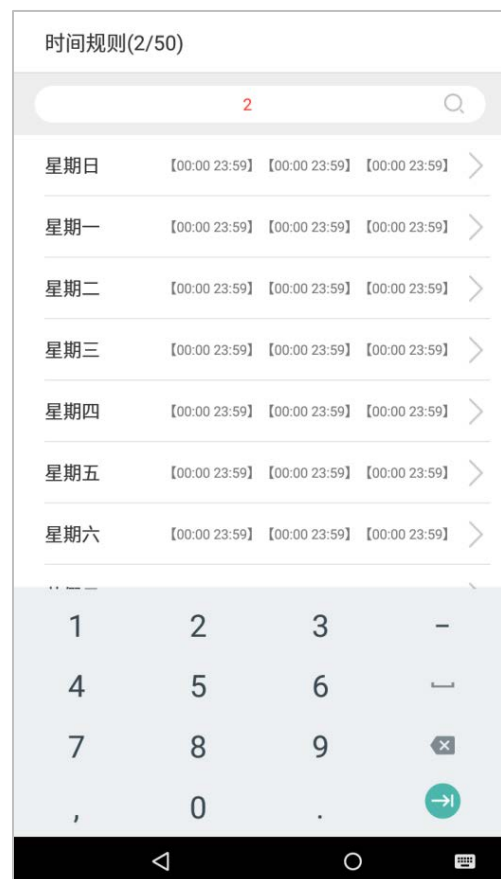 时间规则(2/50)
2
星期日 【00:00 23:59】 【00:00 23:59】 【00:00 23:59】
星期一 【00:00 23:59】 【00:00 23:59】 【00:00 23:59】
星期二 【00:00 23:59】 【00:00 23:59】 【00:00 23:59】
星期三 【00:00 23:59】 【00:00 23:59】 【00:00 23:59】
星期四 【00:00 23:59】 【00:00 23:59】 【00:00 23:59】
星期五 【00:00 23:59】 【00:00 23:59】 【00:00 23:59】
星期六 【00:00 23:59】 【00:00 23:59】 【00:00 23:59】
1 2 3 -
4 5 6
7 8 9
, 0 .